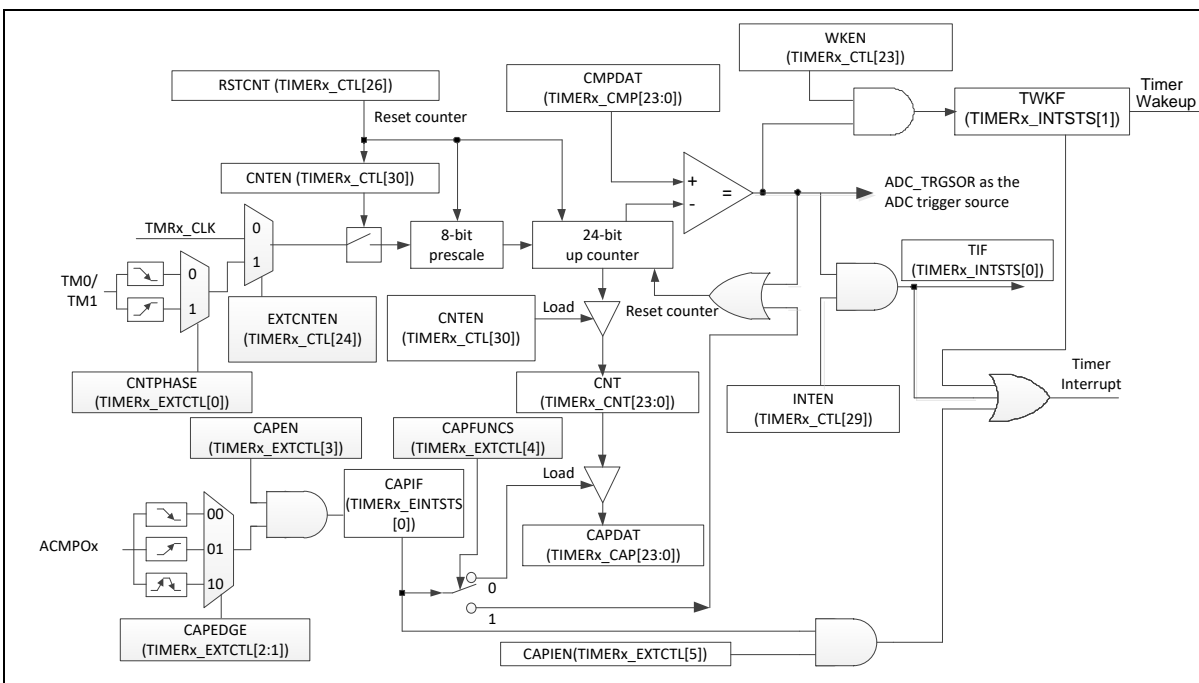 WKEN
(TIMERx_CTL[23])
RSTCNT (TIMERx_CTL[26])
CMPDAT
(TIMERx_CMP[23:0])
TWKF
(TIMERx_INTSTS[1])
Timer
Wakeup
Reset counter
CNTEN (TIMERx_CTL[30])
+
-
=
ADC_TRGSOR as the
ADC trigger source
TMRx_CLK
0
1
8-bit
prescale
24-bit
up counter
TIF
(TIMERx_INTSTS[0])
TM0/
TM1
0
1
EXTCNTEN
(TIMERx_CTL[24])
CNTEN
(TIMERx_CTL[30])
Load
Reset counter
CNTPHASE
(TIMERx_EXTCTL[0])
CNT
(TIMERx_CNT[23:0])
INTEN
(TIMERx_CTL[29])
Timer
Interrupt
CAPEN
(TIMERx_EXTCTL[3])
CAPFUNCS
(TIMERx_EXTCTL[4])
CAPIF
(TIMERx_EINTSTS
[0])
Load
ACMPOx
00
01
10
CAPDAT
(TIMERx_CAP[23:0])
0
1
CAPEDGE
(TIMERx_EXTCTL[2:1])
CAPIEN(TIMERx_EXTCTL[5])